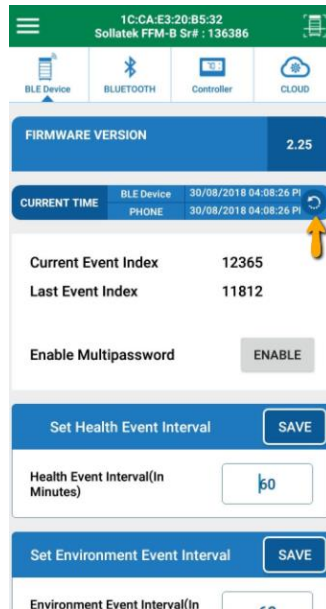 1C:CA:E3:20:B5:32
Sollatek FFM-B Sr# : 136386
BLE Device
BLUETOOTH
Controller
CLOUD
FIRMWARE VERSION
2.25
CURRENT TIME
BLE Device 30/08/2018 04:08:26
PHONE 30/08/2018 04:08:26
Current Event Index 12365
Last Event Index 11812
Enable Multipassword ENABLE
Set Health Event Interval SAVE
Health Event Interval(In
Minutes)
60
Set Environment Event Interval SAVE
Environment Event Interval(In